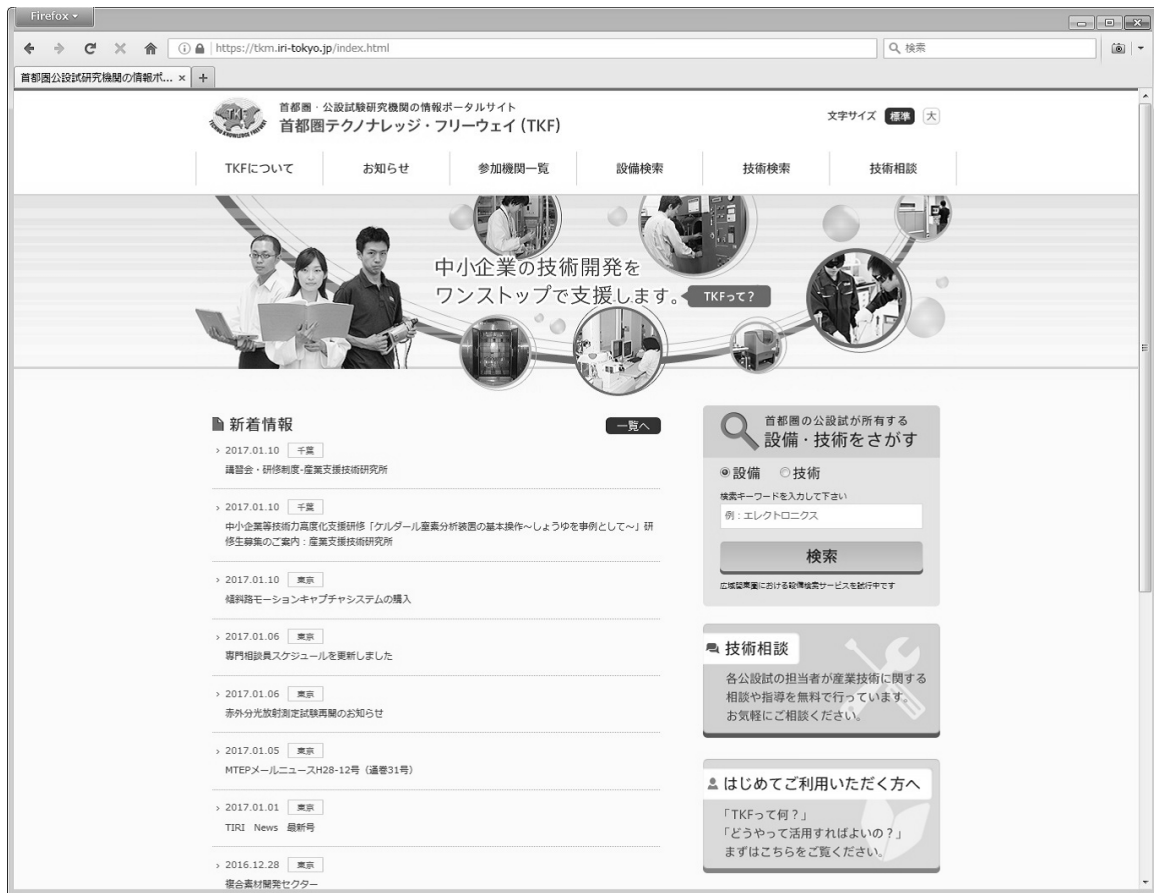 Firefox
https://tkm.iri-tokyo.jp/index.html
検索
首都圏公設試研究機関の情報ポ...
首都圏・公設試験研究機関の情報ポータルサイト
首都圏テクノナレッジ・フリーウェイ(TKF)
文字サイズ 標準 大
TKFについて お知らせ 参加機関一覧 設備検索 技術検索 技術相談
中小企業の技術開発を
ワンストップで支援します。
TKFって?
新着情報 一覧へ
2017.01.10 千葉
講習会・研修制度-産業支援技術研究所
2017.01.10 千葉
中小企業等技術力高度化支援研修「ケルダール窒素分析装置の基本操作～しょうゆを事例として～」研
修生募集のご案内:産業支援技術研究所
2017.01.10 東京
傾斜路モーションキャプチャシステムの購入
2017.01.06 東京
専門相談員スケジュールを更新しました
2017.01.06 東京
赤外分光放射測定試験再開のお知らせ
2017.01.05 東京
MTEPメールニュースH28-12号(通巻31号)
2017.01.01 東京
TIRI News 最新号
2016.12.28 東京
複合素材開発セクター
首都圏の公設試が所有する
設備・技術をさがす
設備 技術
検索キーワードを入力して下さい
例:エレクトロニクス
検索
広域関東圏における設備検索サービスを試行中です
技術相談
各公設試の担当者が産業技術に関する
相談や指導を無料で行っています。
お気軽にご相談ください。
はじめてご利用いただく方へ
「TKFって何?」
「どうやって活用すればよいの?」
まずはこちらをご覧ください。